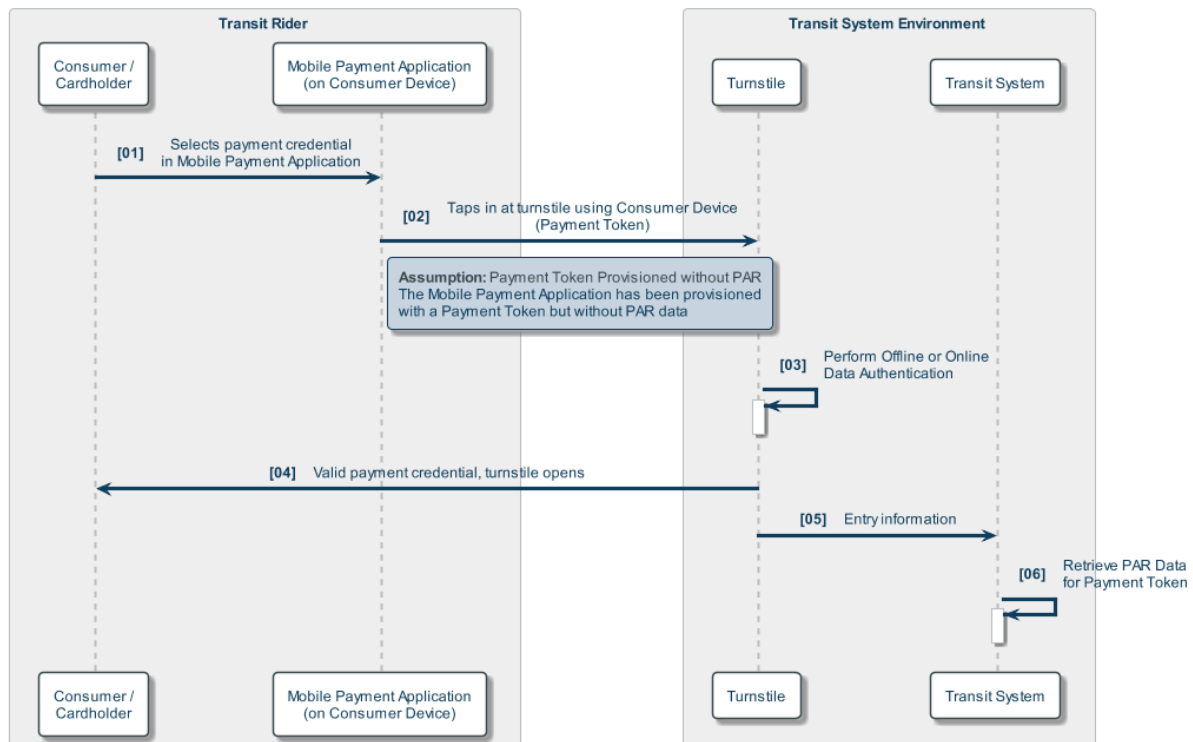 Transit Rider
Transit System Environment
Consumer /
Cardholder
Mobile Payment Application
(on Consumer Device)
Turnstile
Transit System
[01] Selects payment credential
in Mobile Payment Application
[02] Taps in at turnstile using Consumer Device
(Payment Token)
Assumption: Payment Token Provisioned without PAR
The Mobile Payment Application has been provisioned
with a Payment Token but without PAR data
[03] Perform Offline or Online
Data Authentication
[04] Valid payment credential, turnstile opens
[05] Entry information
[06] Retrieve PAR Data
for Payment Token
Consumer /
Cardholder
Mobile Payment Application
(on Consumer Device)
Turnstile
Transit System